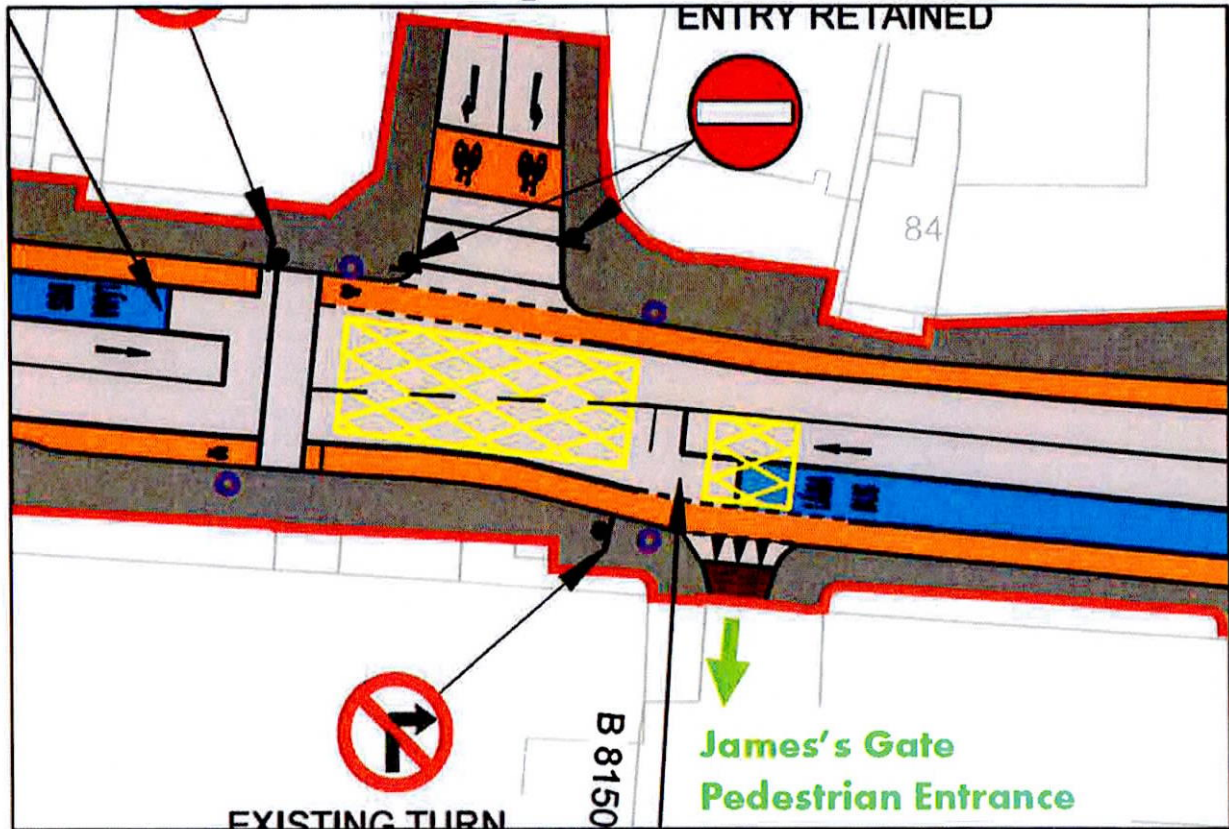 ENTRY RETAINED
84
B 8150
James's Gate
Pedestrian Entrance
EXISTING TURN